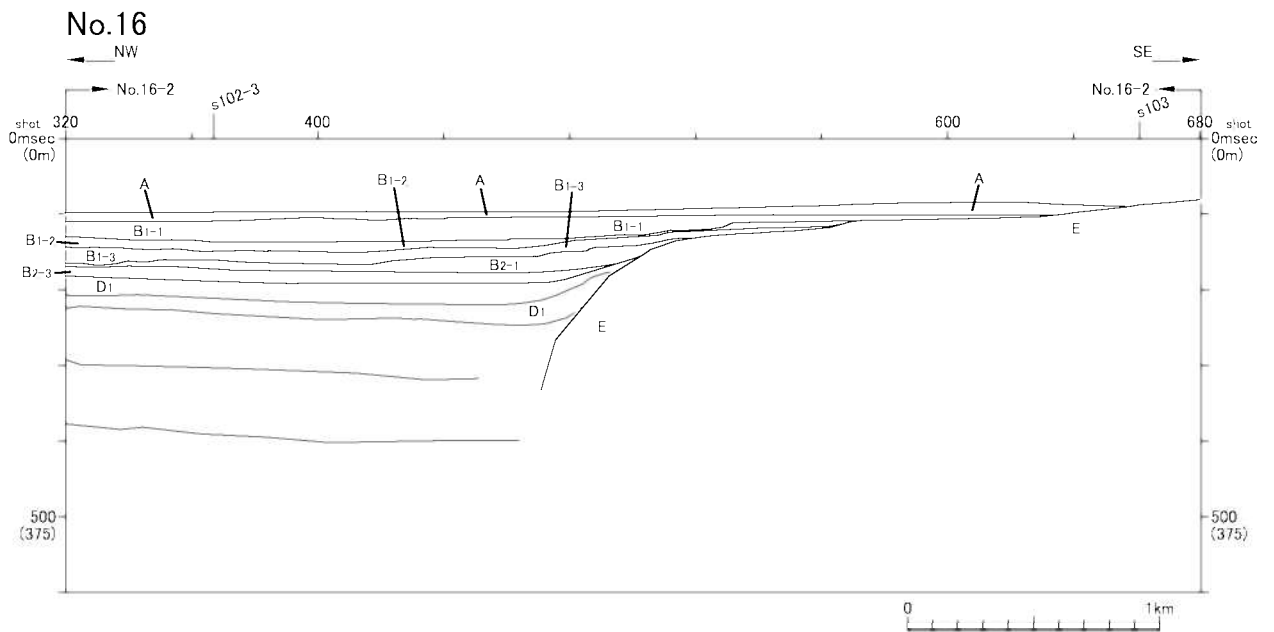 No.16
NW SE
No.16-2 s102-3 No.16-2 s103
shot 320 400 600 680 shot
0msec 0msec
(0m) (0m)
A B1-2 A B1-3 A
B1-1 B1-1 E
B1-2
B1-3 B2-1
B2-3
D1
D1 E
500 500
(375) (375)
0 1km